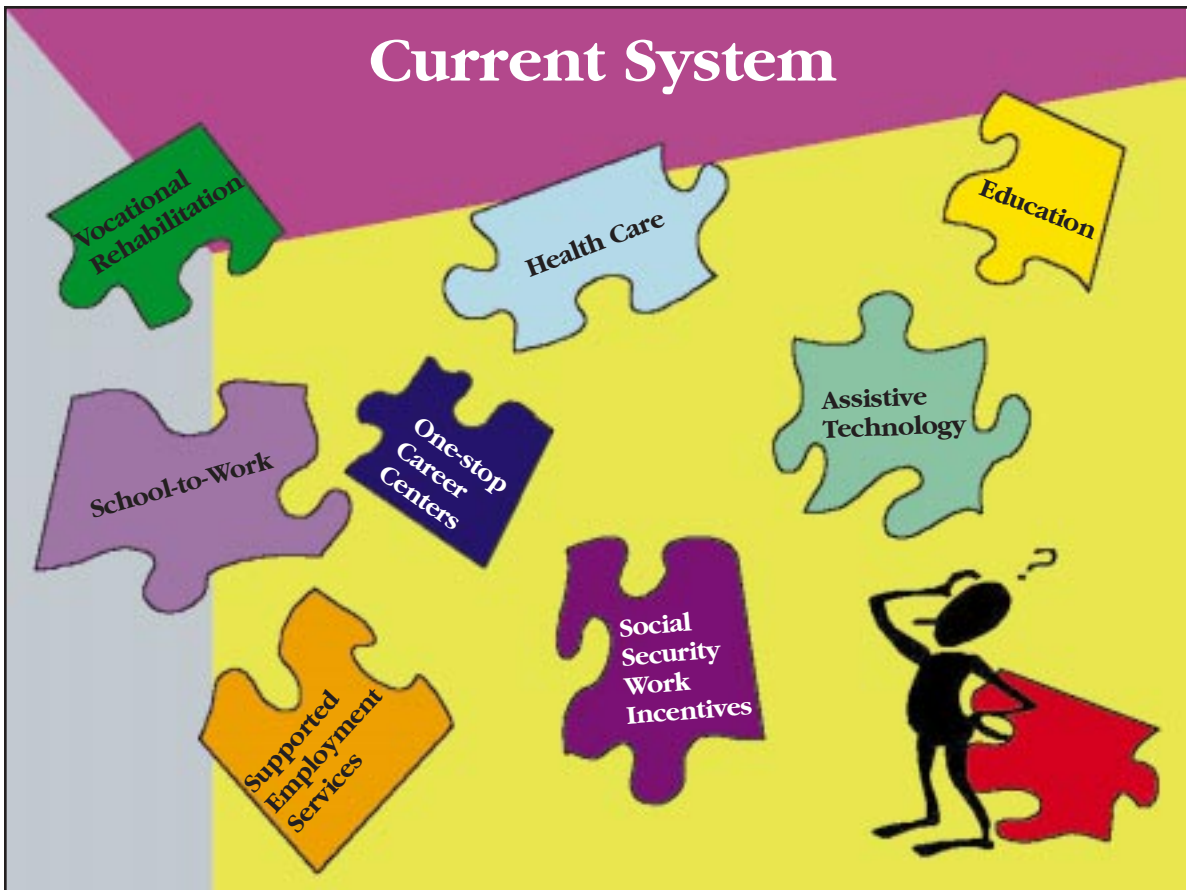 Current System
Vocational
Rehabilitation
Health Care
Education
School-to-Work
One-stop
Career
Centers
Assistive
Technology
Supported
Employment
Services
Social
Security
Work
Incentives
?